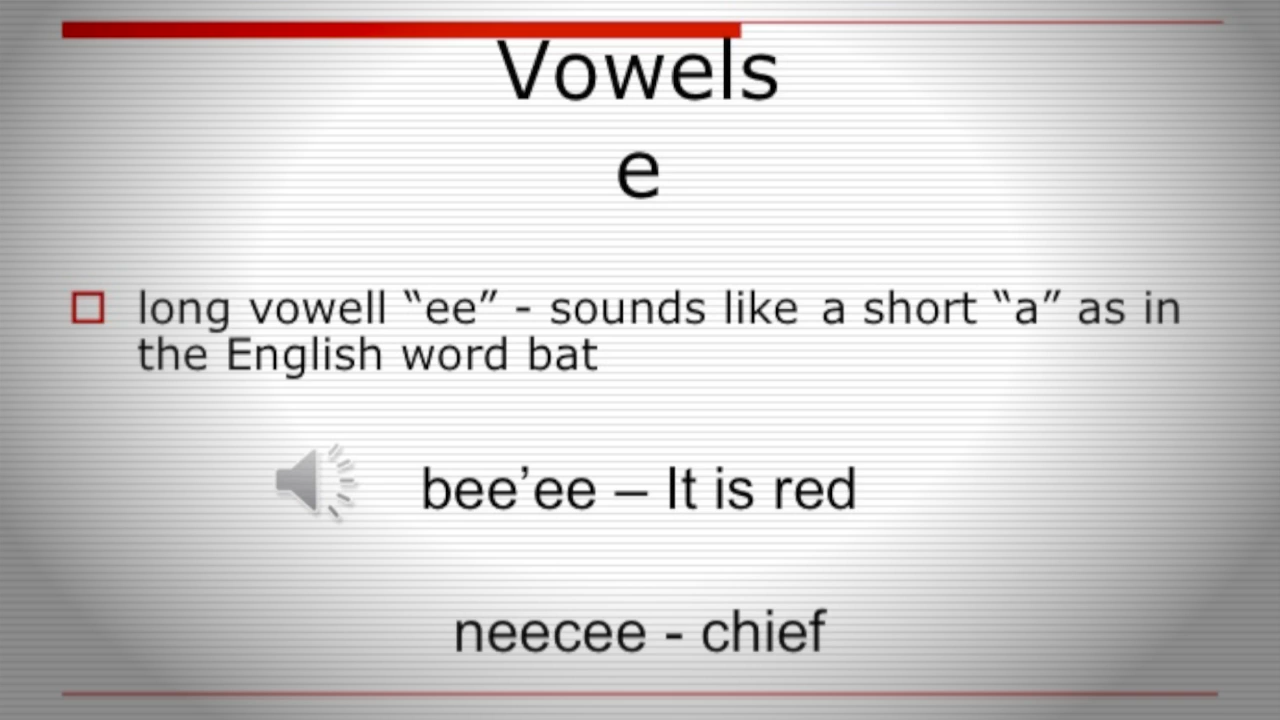 Vowels
e
long vowell “ee” - sounds like a short “a” as in
the English word bat
bee’ee – It is red
neecee - chief